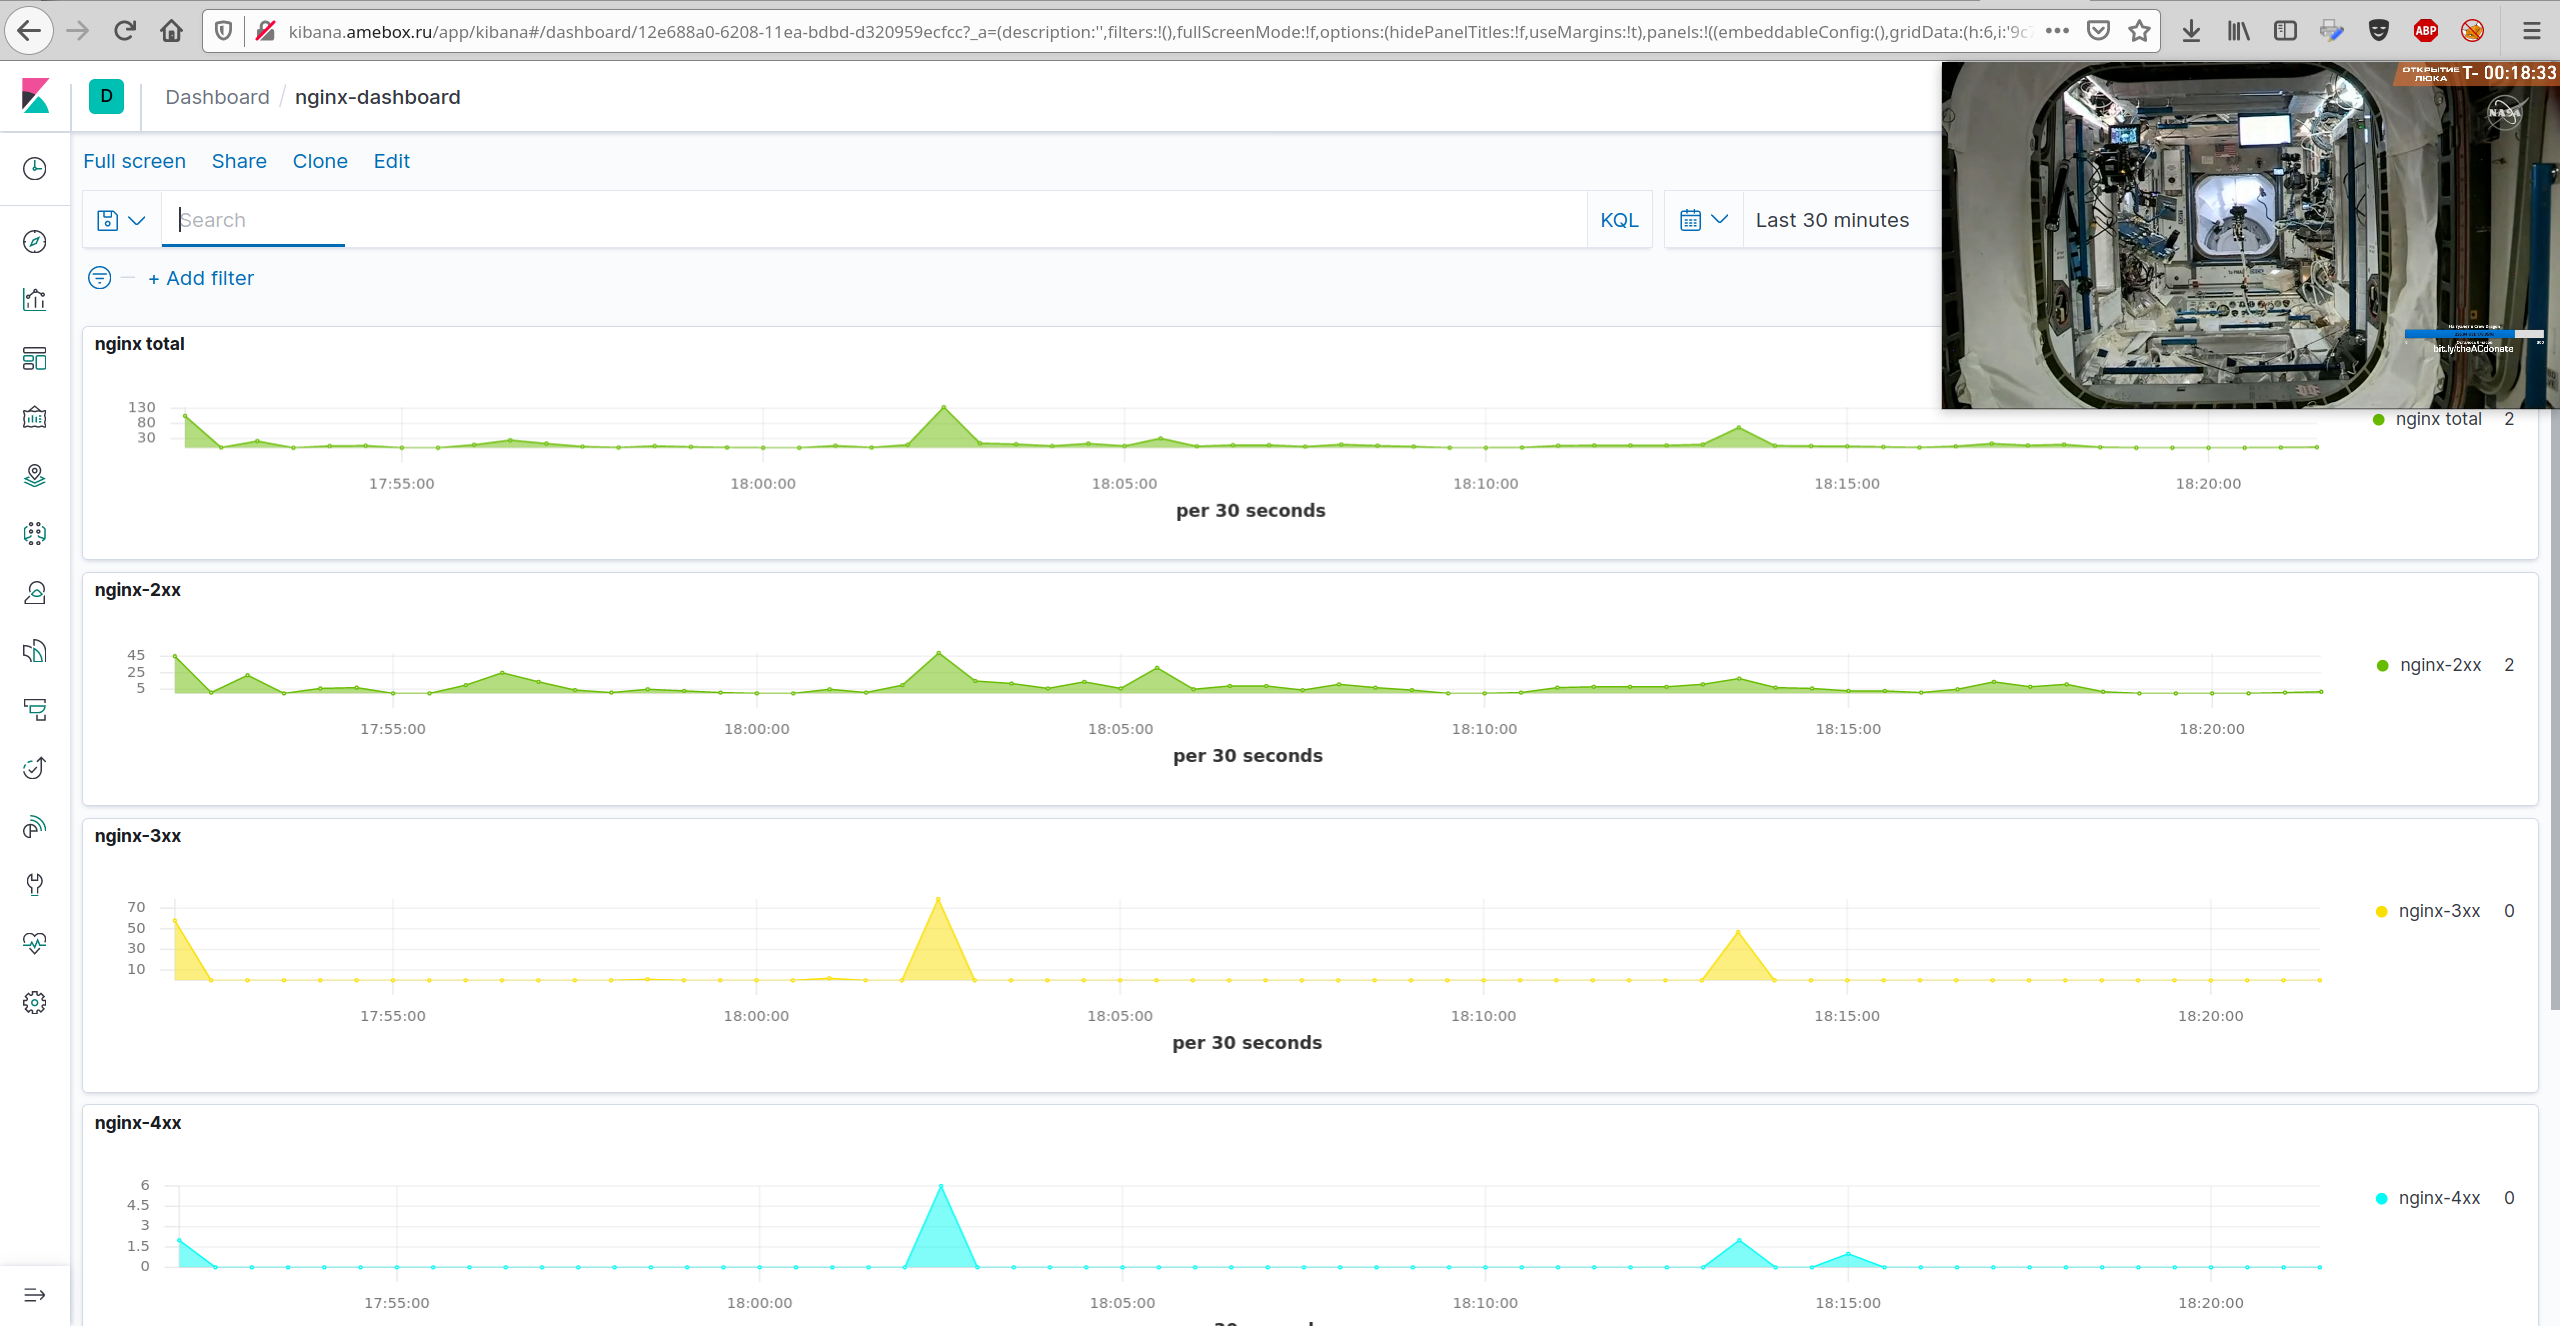 kibana.amebox.ru/app/kibana#/dashboard/12e688a0-6208-11ea-bdbd-d320959ecfcc?_a=(description:'',filters:!(),fullScreenMode:!f,options:(hidePanelTitles:!f,useMargins:!t),panels:!((embeddableConfig:(),gridData:(h:6,i:'9c
ABP
D
Dashboard / nginx-dashboard
ОТКРЫТИЕ
ЛЮКА
T- 00:18:33
NASA
Full screen Share Clone Edit
Search
KQL
Last 30 minutes
+ Add filter
bit.ly/theACdonate
nginx total
130
80
30
17:55:00 18:00:00 18:05:00 18:10:00 18:15:00 18:20:00
per 30 seconds
nginx total 2
nginx-2xx
45
25
5
17:55:00 18:00:00 18:05:00 18:10:00 18:15:00 18:20:00
per 30 seconds
nginx-2xx 2
nginx-3xx
70
50
30
10
17:55:00 18:00:00 18:05:00 18:10:00 18:15:00 18:20:00
per 30 seconds
nginx-3xx 0
nginx-4xx
6
4.5
3
1.5
0
17:55:00 18:00:00 18:05:00 18:10:00 18:15:00 18:20:00
nginx-4xx 0